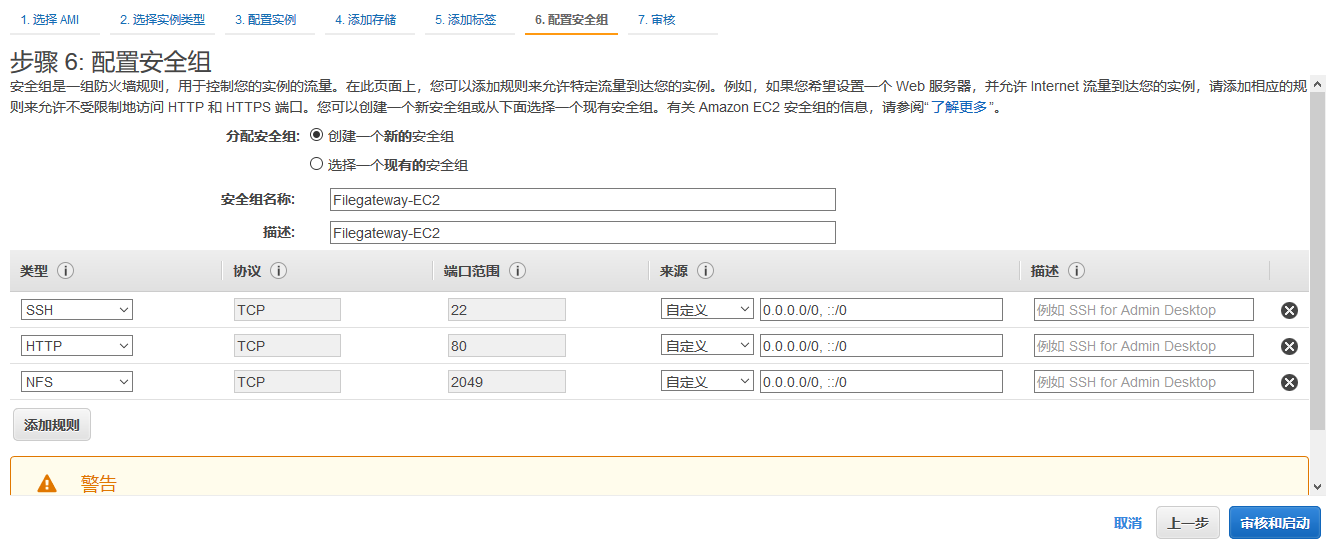 1. 选择 AMI 2. 选择实例类型 3. 配置实例 4. 添加存储 5. 添加标签 6. 配置安全组 7. 审核
步骤 6: 配置安全组
安全组是一组防火墙规则，用于控制您的实例的流量。在此页面上，您可以添加规则来允许特定流量到达您的实例。例如，如果您希望设置一个 Web 服务器，并允许 Internet 流量到达您的实例，请添加相应的规
则来允许不受限制地访问 HTTP 和 HTTPS 端口。您可以创建一个新安全组或从下面选择一个现有安全组。有关 Amazon EC2 安全组的信息，请参阅“了解更多”。
分配安全组: 创建一个新的安全组
选择一个现有的安全组
安全组名称: Filegateway-EC2
描述: Filegateway-EC2
类型 i 协议 i 端口范围 i 来源 i 描述 i
SSH TCP 22 自定义 0.0.0.0/0, ::/0 例如 SSH for Admin Desktop
HTTP TCP 80 自定义 0.0.0.0/0, ::/0 例如 SSH for Admin Desktop
NFS TCP 2049 自定义 0.0.0.0/0, ::/0 例如 SSH for Admin Desktop
添加规则
警告
取消 上一步 审核和启动